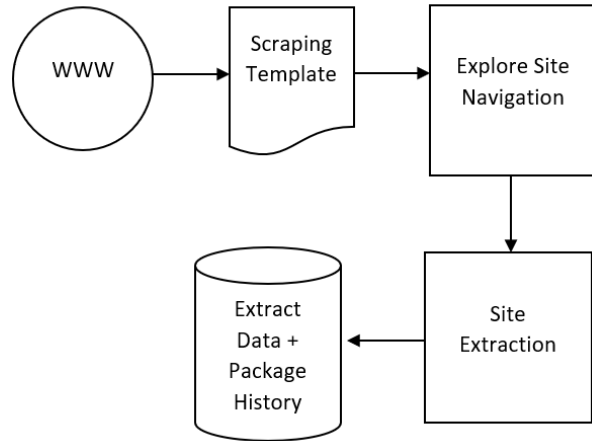 WWW
Scraping
Template
Explore Site
Navigation
Site
Extraction
Extract
Data +
Package
History